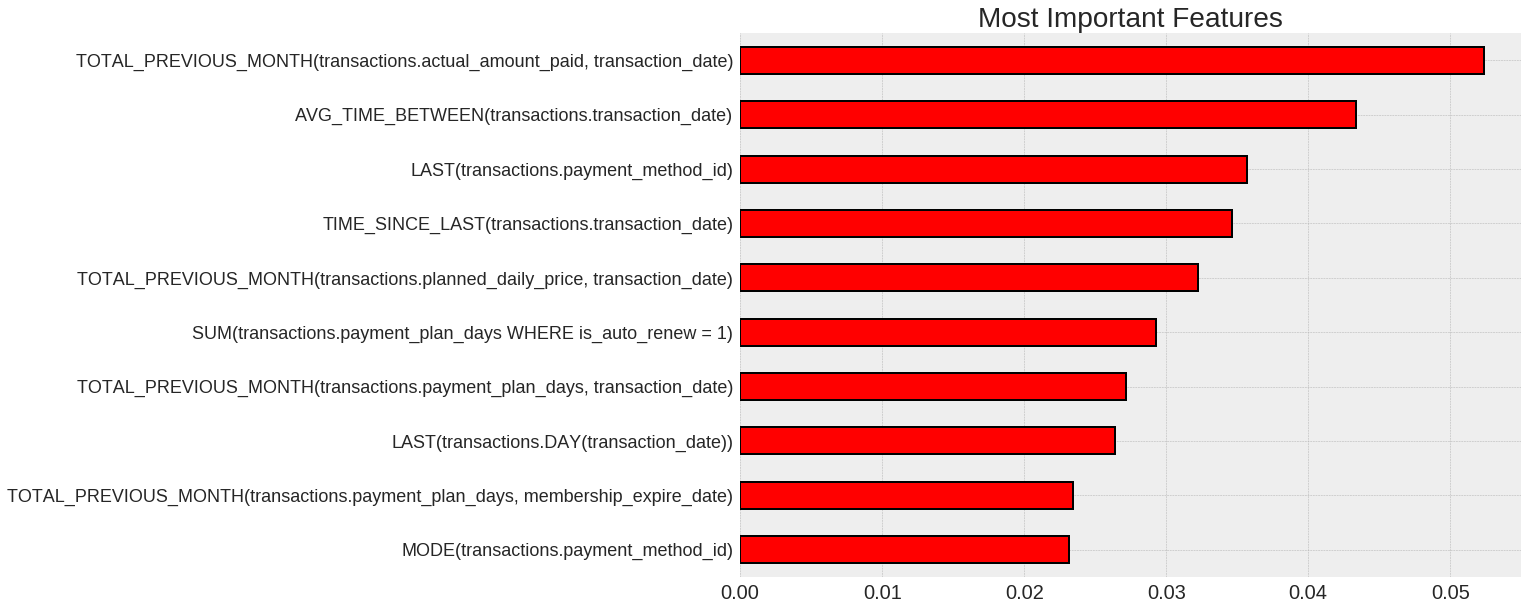 Most Important Features
TOTAL_PREVIOUS_MONTH(transactions.actual_amount_paid, transaction_date)
AVG_TIME_BETWEEN(transactions.transaction_date)
LAST(transactions.payment_method_id)
TIME_SINCE_LAST(transactions.transaction_date)
TOTAL_PREVIOUS_MONTH(transactions.planned_daily_price, transaction_date)
SUM(transactions.payment_plan_days WHERE is_auto_renew = 1)
TOTAL_PREVIOUS_MONTH(transactions.payment_plan_days, transaction_date)
LAST(transactions.DAY(transaction_date))
TOTAL_PREVIOUS_MONTH(transactions.payment_plan_days, membership_expire_date)
MODE(transactions.payment_method_id)
0.00 0.01 0.02 0.03 0.04 0.05